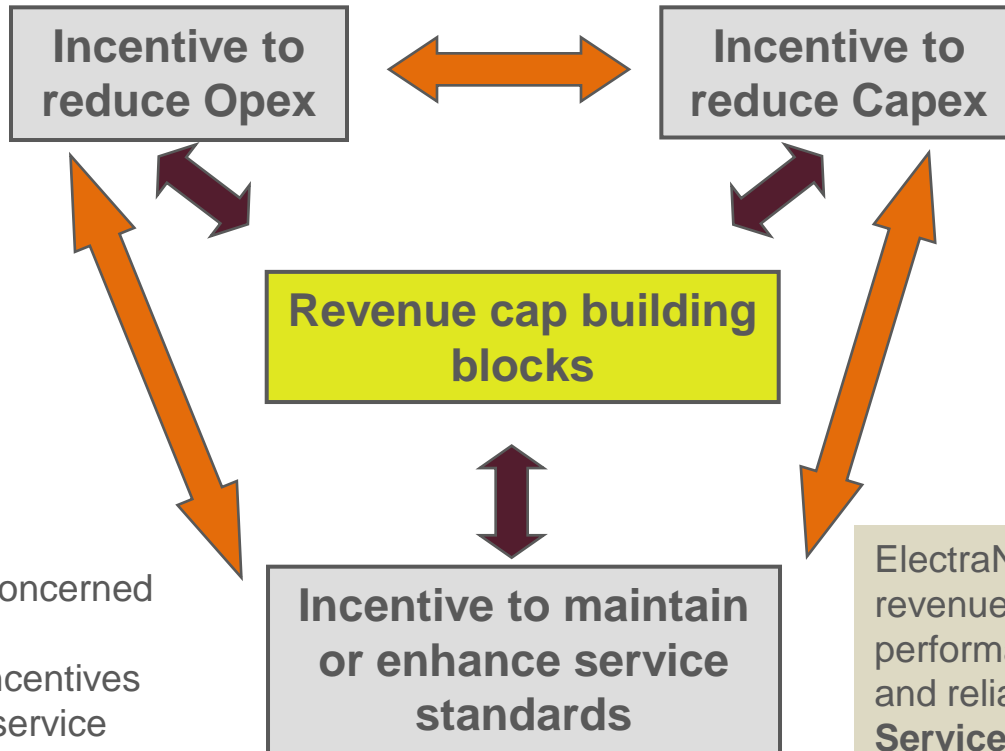 Incentive to
reduce Opex
Incentive to
reduce Capex
Revenue cap building
blocks
Incentive to maintain
or enhance service
standards
oncerned
ncentives
service
ElectraN
revenue
performa
and relia
Service